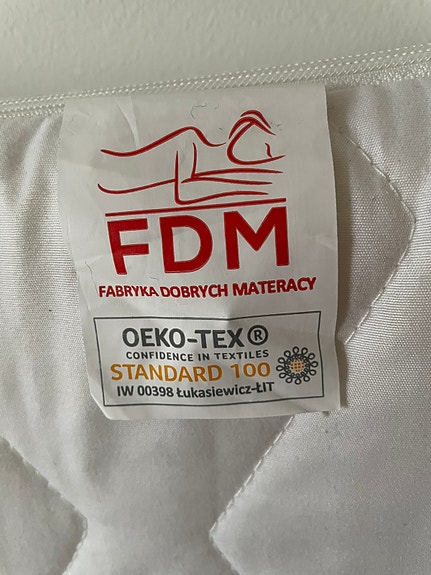 FDM
FABRYKA DOBRYCH MATERACY
OEKO-TEX®
CONFIDENCE IN TEXTILES
STANDARD 100
IW 00398 Łukasiewicz-ŁIT